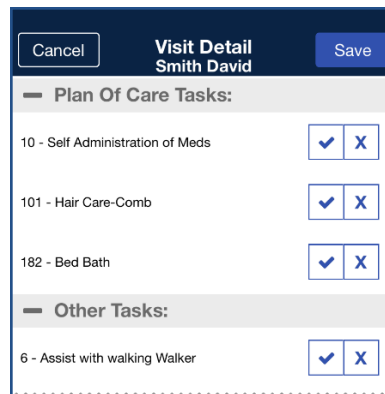 Cancel
Visit Detail
Save
Smith David
Plan Of Care Tasks:
10 - Self Administration of Meds
X
101 - Hair Care-Comb
X
182 - Bed Bath
X
Other Tasks:
6 - Assist with walking Walker
X